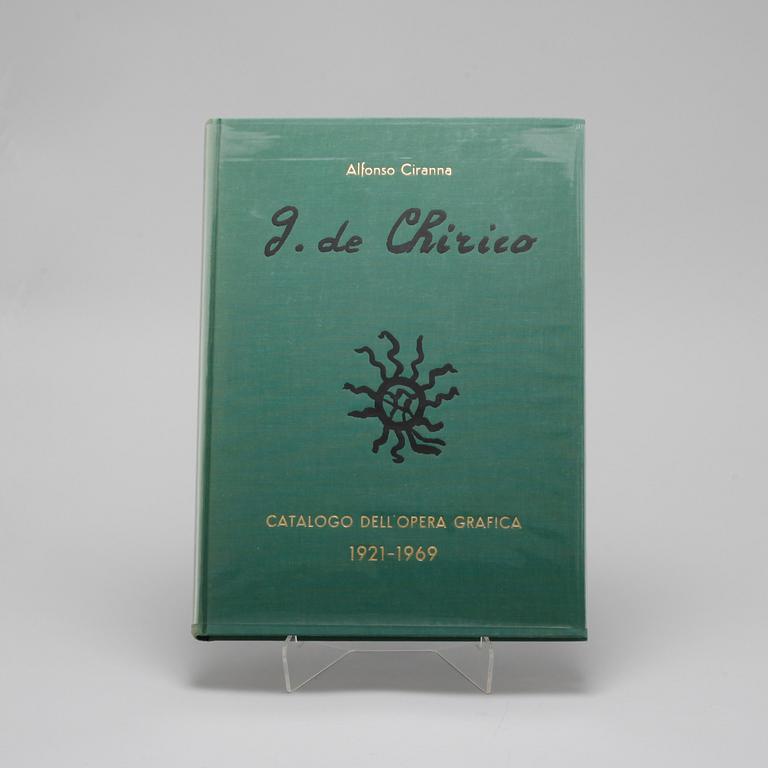 Alfonso Ciranna
g. de Chirico
CATALOGO DELL'OPERA GRAFICA
1921-1969